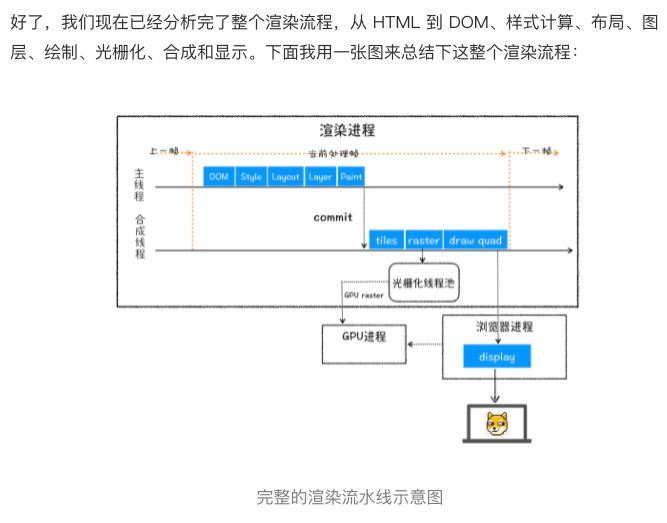 好了，我们现在已经分析完了整个渲染流程，从 HTML 到 DOM、样式计算、布局、图
层、绘制、光栅化、合成和显示。下面我用一张图来总结下这整个渲染流程：
渲染进程
上一帧
当前处理帧
下一帧
主线程
DOM
Style
Layout
Layer
Paint
commit
合成线程
tiles
raster
draw quad
光栅化线程池
GPU raster
GPU进程
浏览器进程
display
完整的渲染流水线示意图